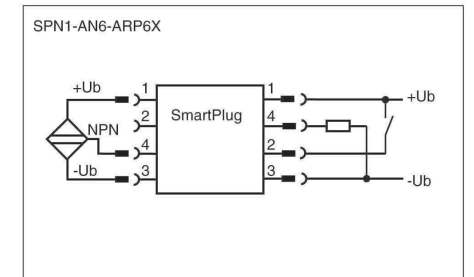 SPN1-AN6-ARP6X
+Ub 1 1 +Ub
2 SmartPlug 4
NPN 4 2
-Ub 3 3 -Ub